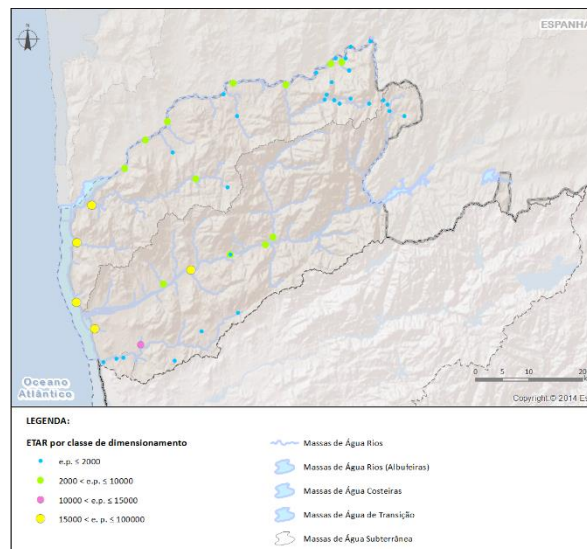 N
ESPANHA
Oceano
Atlântico
0 5 10 20
Copyright:© 2014 Es
LEGENDA:
ETAR por classe de dimensionamento
e.p. ≤ 2000
2000 < e.p. ≤ 10000
10000 < e.p. ≤ 15000
15000 < e. p. ≤ 100000
Massas de Água Rios
Massas de Água Rios (Albufeiras)
Massas de Água Costeiras
Massas de Água de Transição
Massas de Água Subterrânea